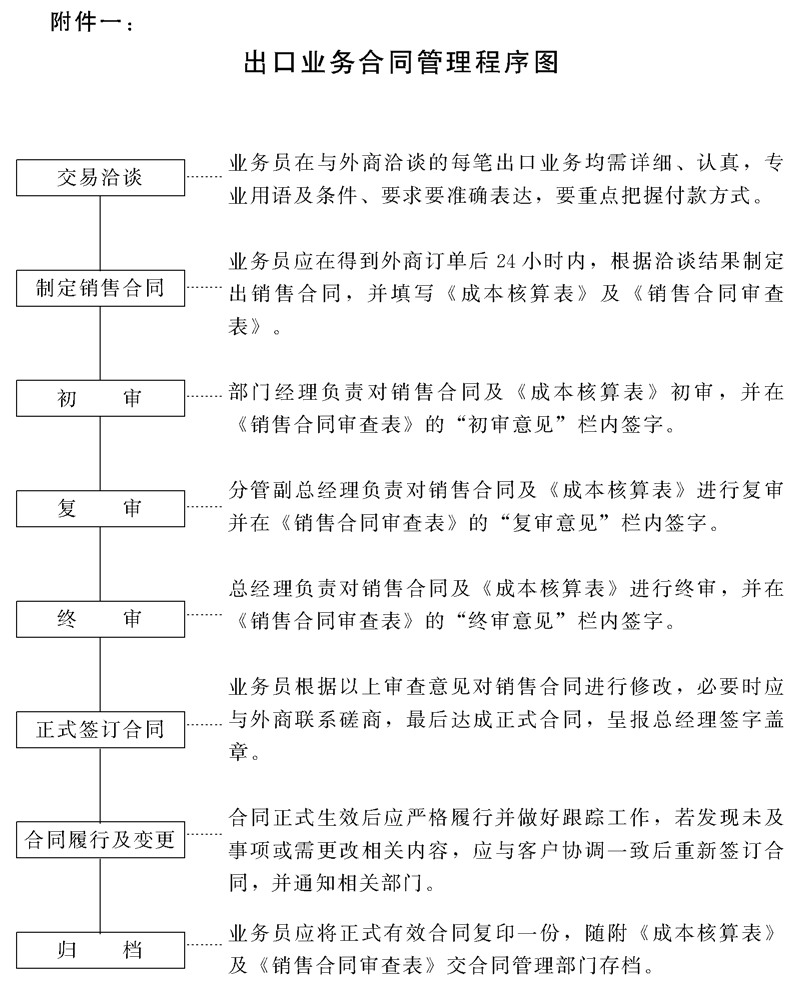 附件一：
出口业务合同管理程序图
交易洽谈
业务员在与外商洽谈的每笔出口业务均需详细、认真，专
业用语及条件、要求要准确表达，要重点把握付款方式。
制定销售合同
业务员应在得到外商订单后24小时内，根据洽谈结果制定
出销售合同，并填写《成本核算表》及《销售合同审查
表》。
初 审
部门经理负责对销售合同及《成本核算表》初审，并在
《销售合同审查表》的“初审意见”栏内签字。
复 审
分管副总经理负责对销售合同及《成本核算表》进行复审
并在《销售合同审查表》的“复审意见”栏内签字。
终 审
总经理负责对销售合同及《成本核算表》进行终审，并在
《销售合同审查表》的“终审意见”栏内签字。
正式签订合同
业务员根据以上审查意见对销售合同进行修改，必要时应
与外商联系磋商，最后达成正式合同，呈报总经理签字盖
章。
合同履行及变更
合同正式生效后应严格履行并做好跟踪工作，若发现未及
事项或需更改相关内容，应与客户协调一致后重新签订合
同，并通知相关部门。
归 档
业务员应将正式有效合同复印一份，随附《成本核算表》
及《销售合同审查表》交合同管理部门存档。